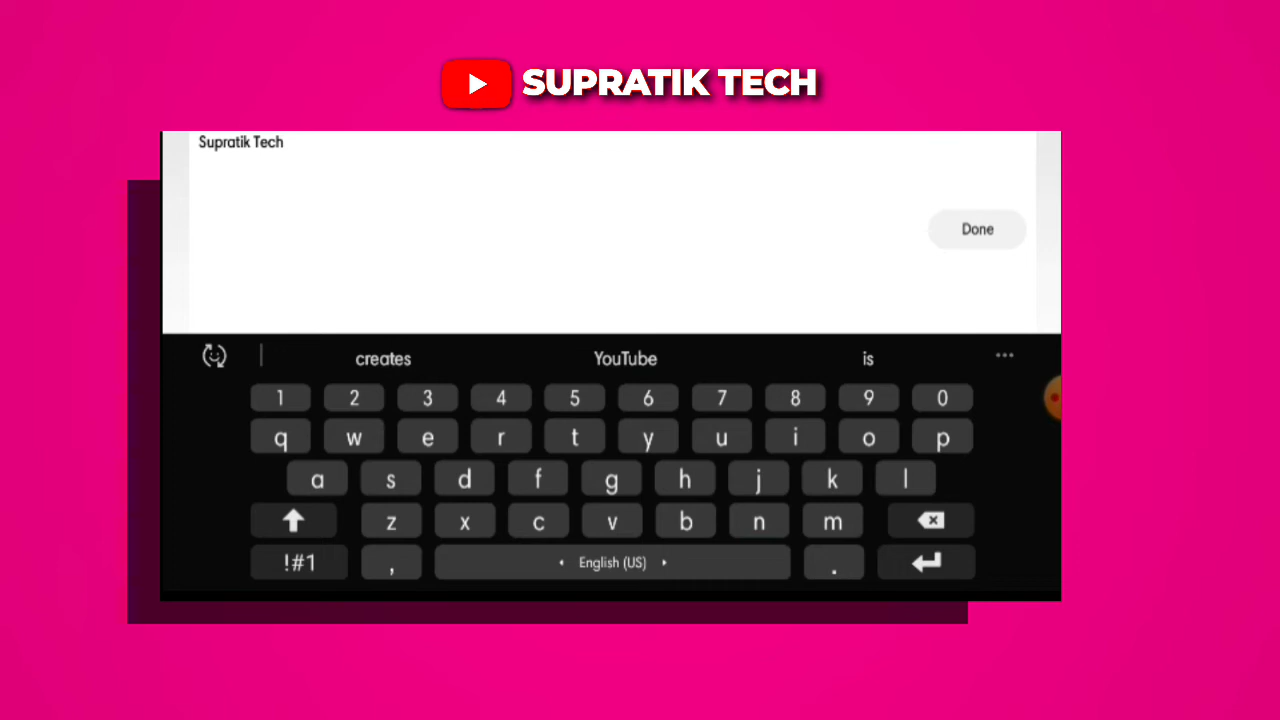 SUPRATIK TECH
Supratik Tech
Done
creates YouTube is
1 2 3 4 5 6 7 8 9 0
q w e r t y u i o p
a s d f g h j k l
z x c v b n m
!#1 , English (US) .